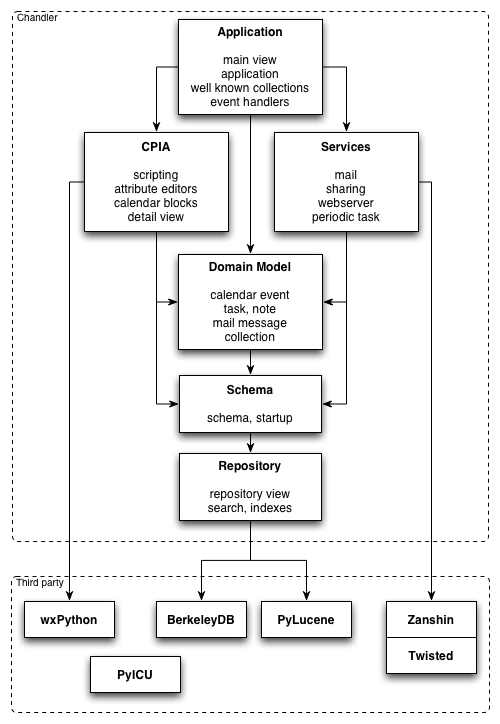 Chandler
Application
main view
application
well known collections
event handlers
CPIA
scripting
attribute editors
calendar blocks
detail view
Services
mail
sharing
webserver
periodic task
Domain Model
calendar event
task, note
mail message
collection
Schema
schema, startup
Repository
repository view
search, indexes
Third party
wxPython
BerkeleyDB
PyLucene
Zanshin
Twisted
PyICU